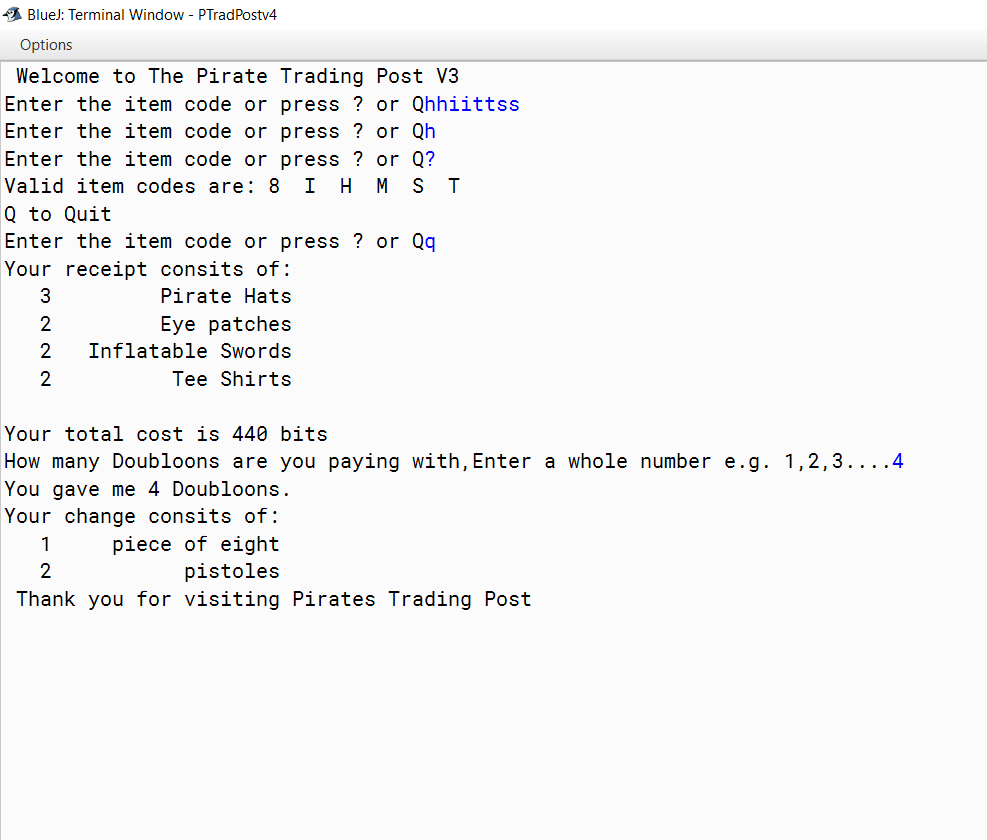 BlueJ: Terminal Window - PTradPostv4
Options
Welcome to The Pirate Trading Post V3
Enter the item code or press ? or Qhhiittss
Enter the item code or press ? or Qh
Enter the item code or press ? or Q?
Valid item codes are: 8  I  H  M  S  T
Q to Quit
Enter the item code or press ? or Qq
Your receipt consits of:
3 Pirate Hats
2 Eye patches
2 Inflatable Swords
2 Tee Shirts
Your total cost is 440 bits
How many Doubloons are you paying with,Enter a whole number e.g. 1,2,3....4
You gave me 4 Doubloons.
Your change consits of:
1 piece of eight
2 pistoles
Thank you for visiting Pirates Trading Post